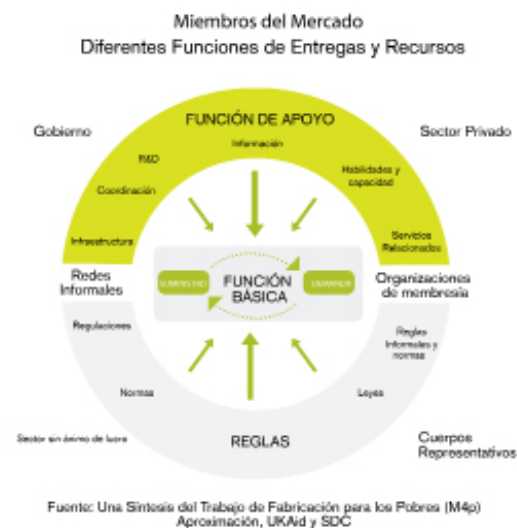 Miembros del Mercado
Diferentes Funciones de Entregas y Recursos
Gobierno
FUNCIÓN DE APOYO
Sector Privado
Información
R&D
Habilidades y
capacidad
Coordinación
Infraestructura
Servicios
Relacionados
Redes
Informales
SUMINISTRO
FUNCIÓN
BÁSICA
DEMANDA
Organizaciones
de membresía
Regulaciones
Reglas
Informales y
normas
Normas
Leyes
Sector sin ánimo de lucro
REGLAS
Cuerpos
Representativos
Fuente: Una Síntesis del Trabajo de Fabricación para los Pobres (M4p)
Aproximación, UKAid y SDC